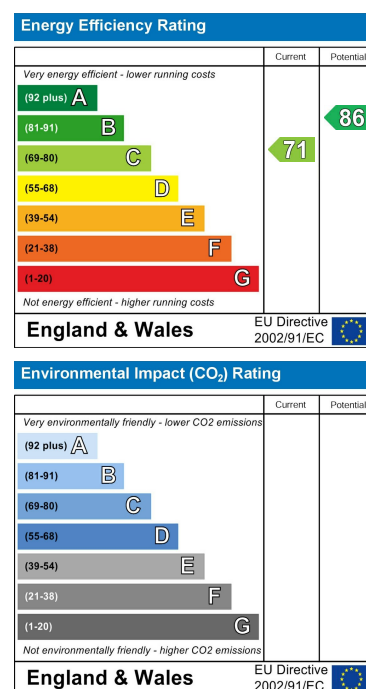 Energy Efficiency Rating
Current Potential
Very energy efficient - lower running costs
(92 plus) A
(81-91) B
(69-80) C
(55-68) D
(39-54) E
(21-38) F
(1-20) G
71
86
Not energy efficient - higher running costs
England & Wales
EU Directive
2002/91/EC
Environmental Impact (CO₂) Rating
Current Potential
Very environmentally friendly - lower CO2 emissions
(92 plus) A
(81-91) B
(69-80) C
(55-68) D
(39-54) E
(21-38) F
(1-20) G
Not environmentally friendly - higher CO2 emissions
England & Wales
EU Directive
2002/91/EC